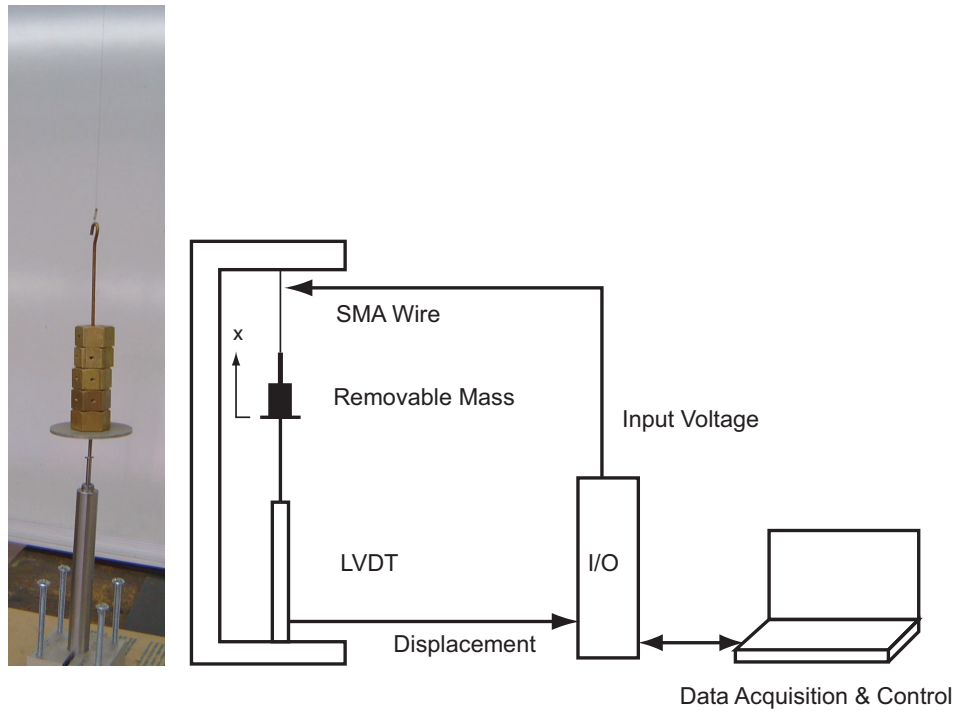 SMA Wire
x
Removable Mass
Input Voltage
LVDT
I/O
Displacement
Data Acquisition & Control